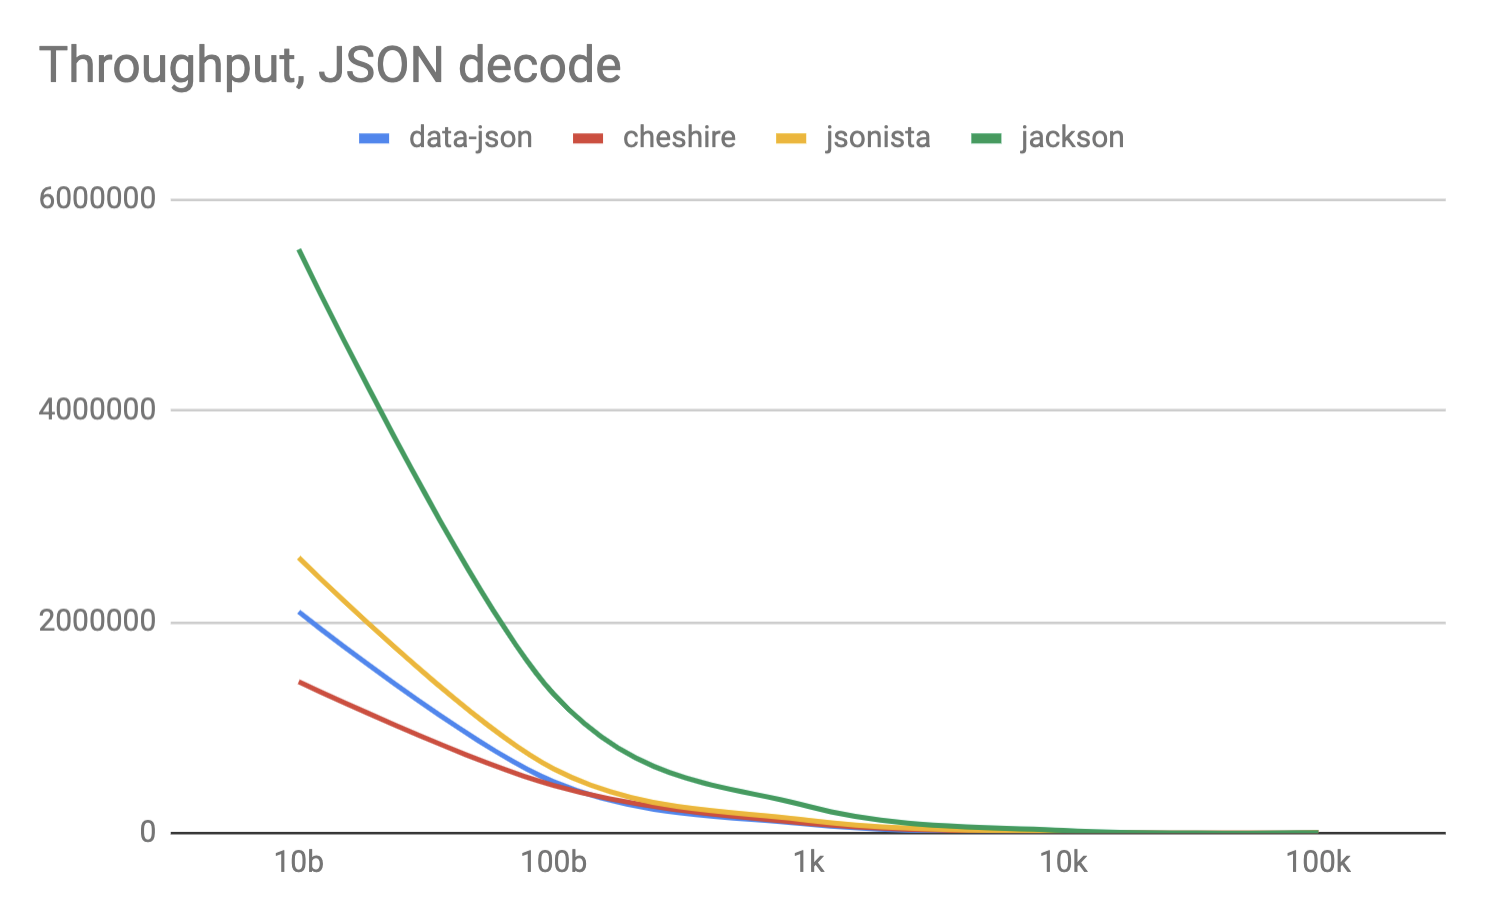 Throughput, JSON decode
data-json cheshire jsonista jackson
6000000
4000000
2000000
0
10b 100b 1k 10k 100k